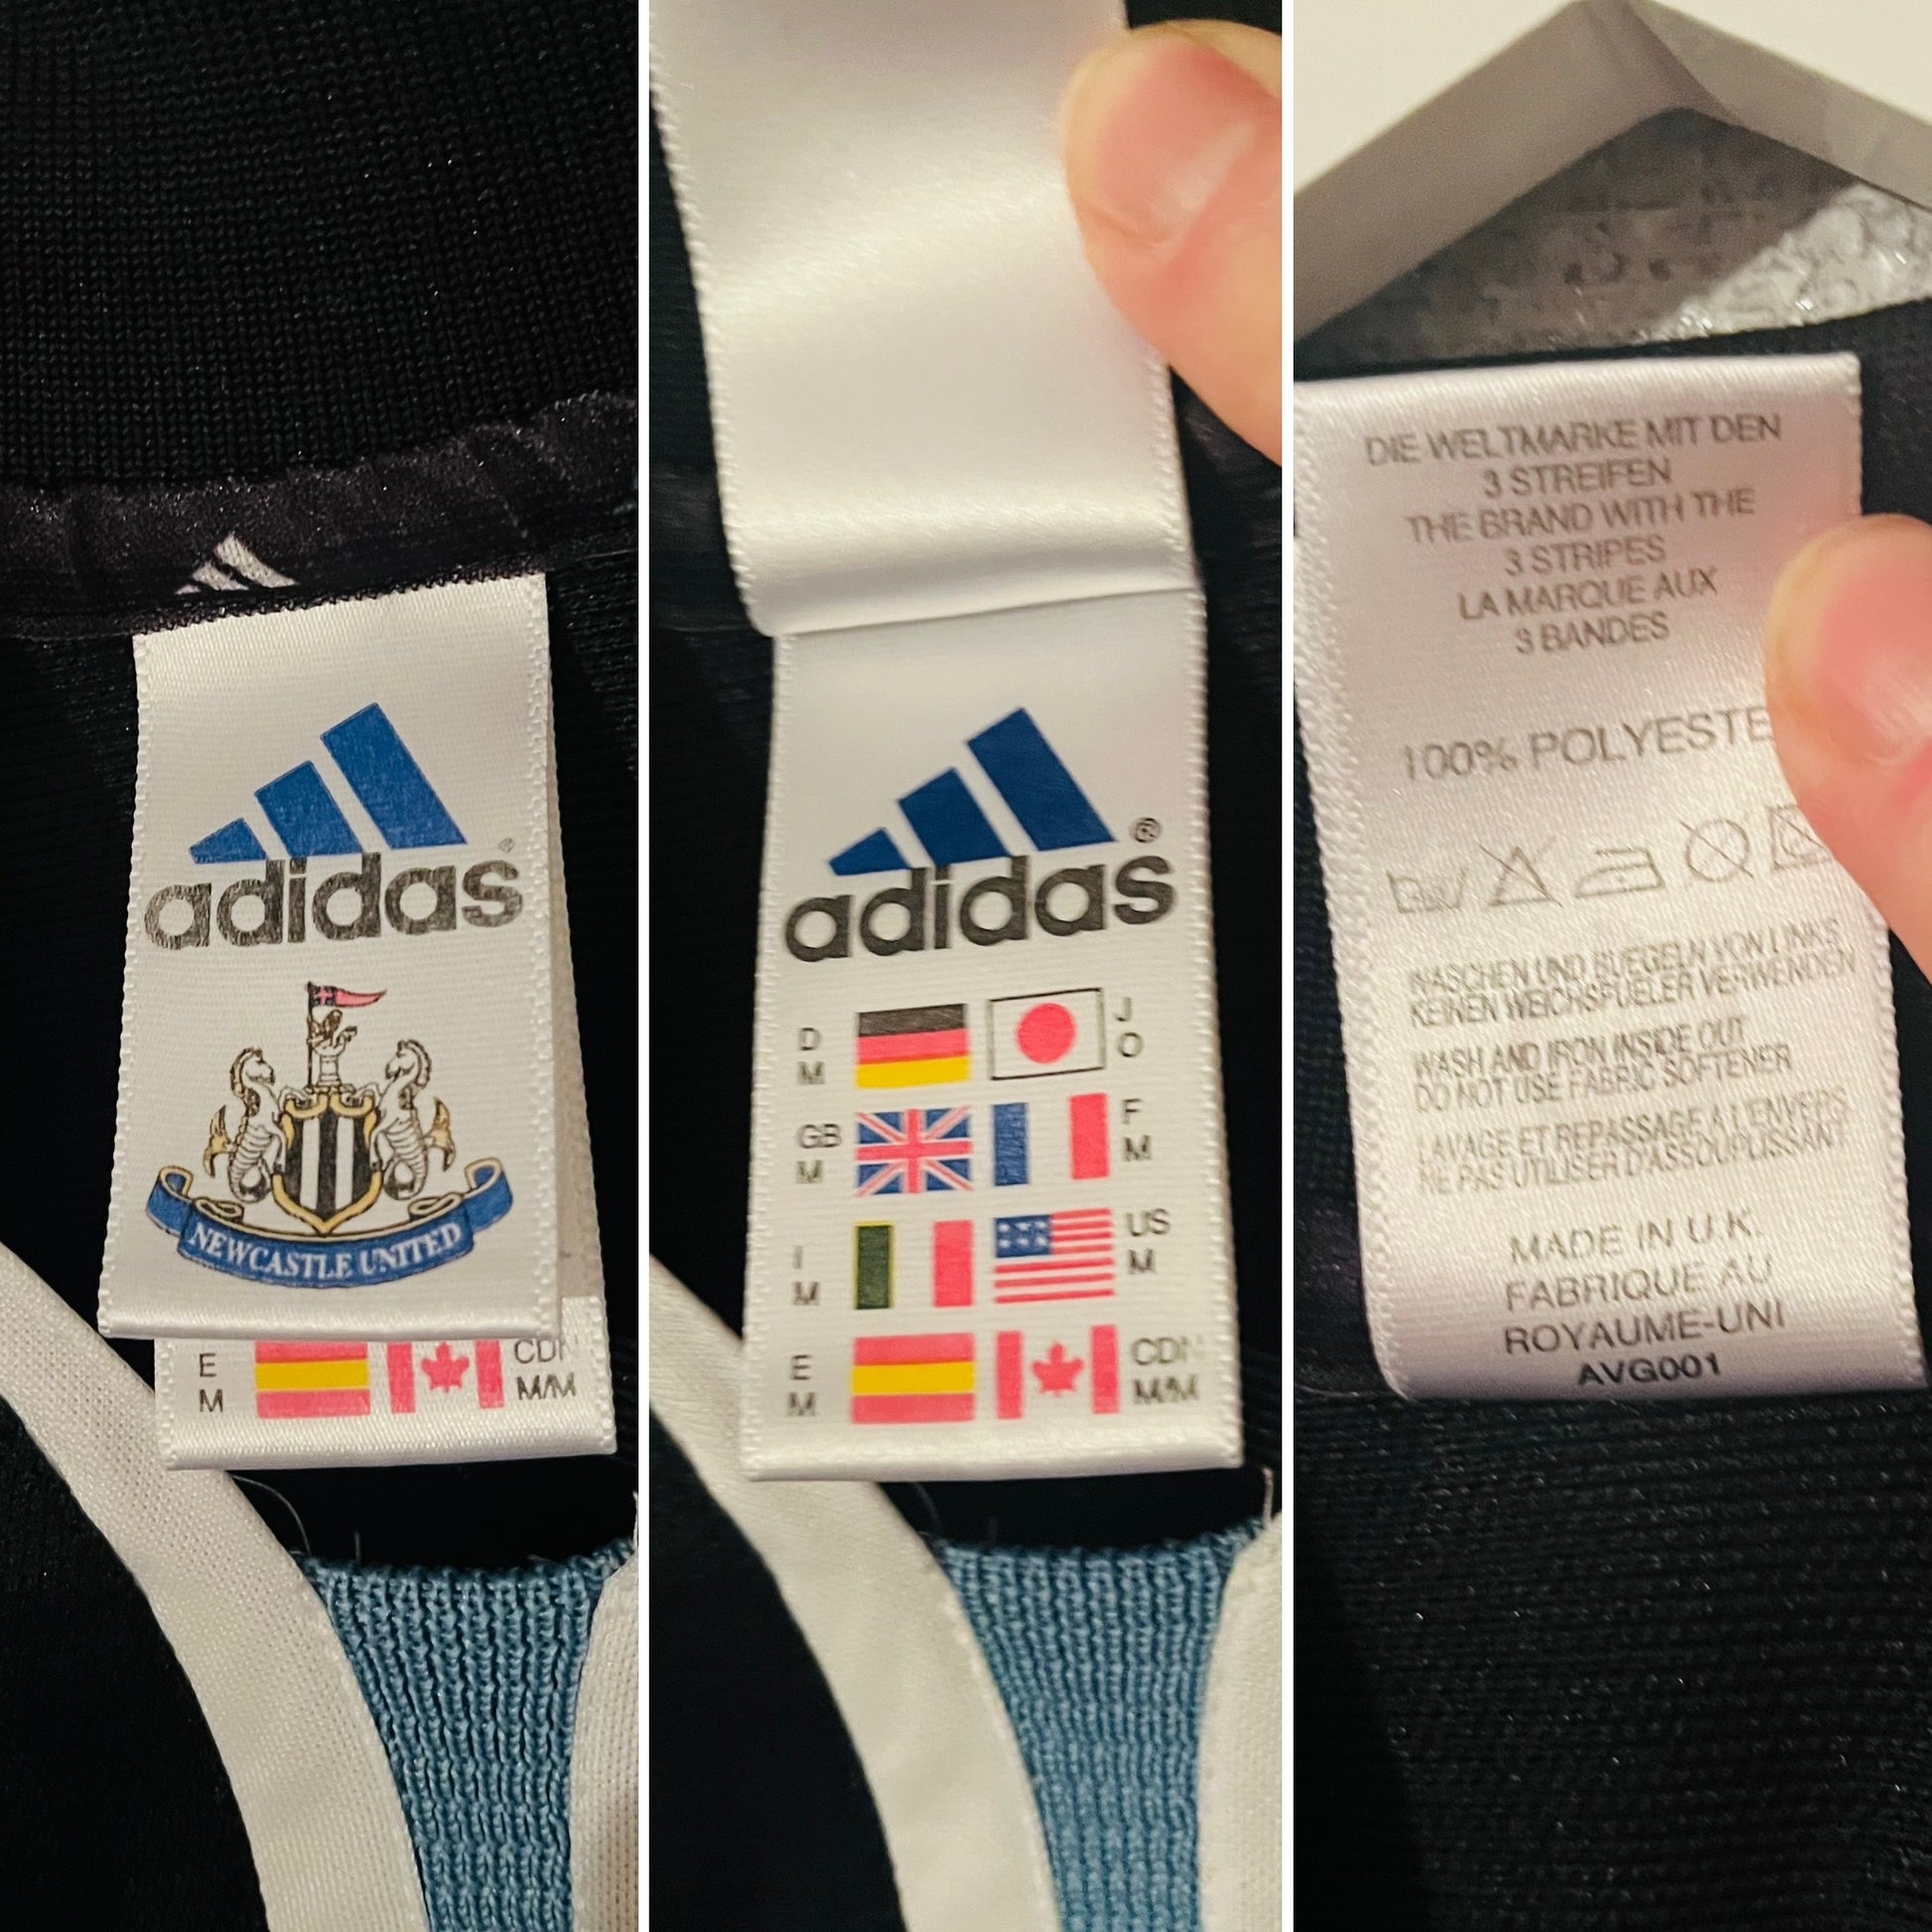 adidas®
NEWCASTLE UNITED
E
M
CDN
M/M
adidas®
D
M
J
O
GB
M
F
M
I
M
US
M
E
M
CDN
M/M
DIE WELTMARKE MIT DEN
3 STREIFEN
THE BRAND WITH THE
3 STRIPES
LA MARQUE AUX
3 BANDES
100% POLYESTE
WASCHEN UND BUEGELN VON LINKS
KEINEN WEICHSPUELER VERWENDEN
WASH AND IRON INSIDE OUT
DO NOT USE FABRIC SOFTENER
LAVAGE ET REPASSAGE A L'ENVERS
NE PAS UTILISER D'ASSOUPLISSANT
MADE IN U.K.
FABRIQUE AU
ROYAUME-UNI
AVG001